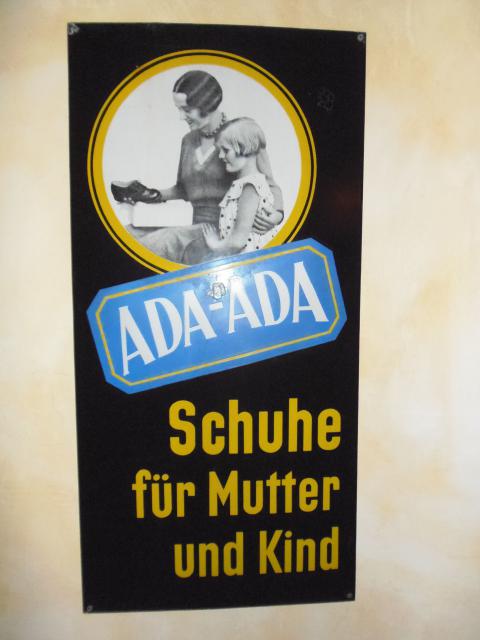 ADA-ADA
Schuhe
für Mutter
und Kind